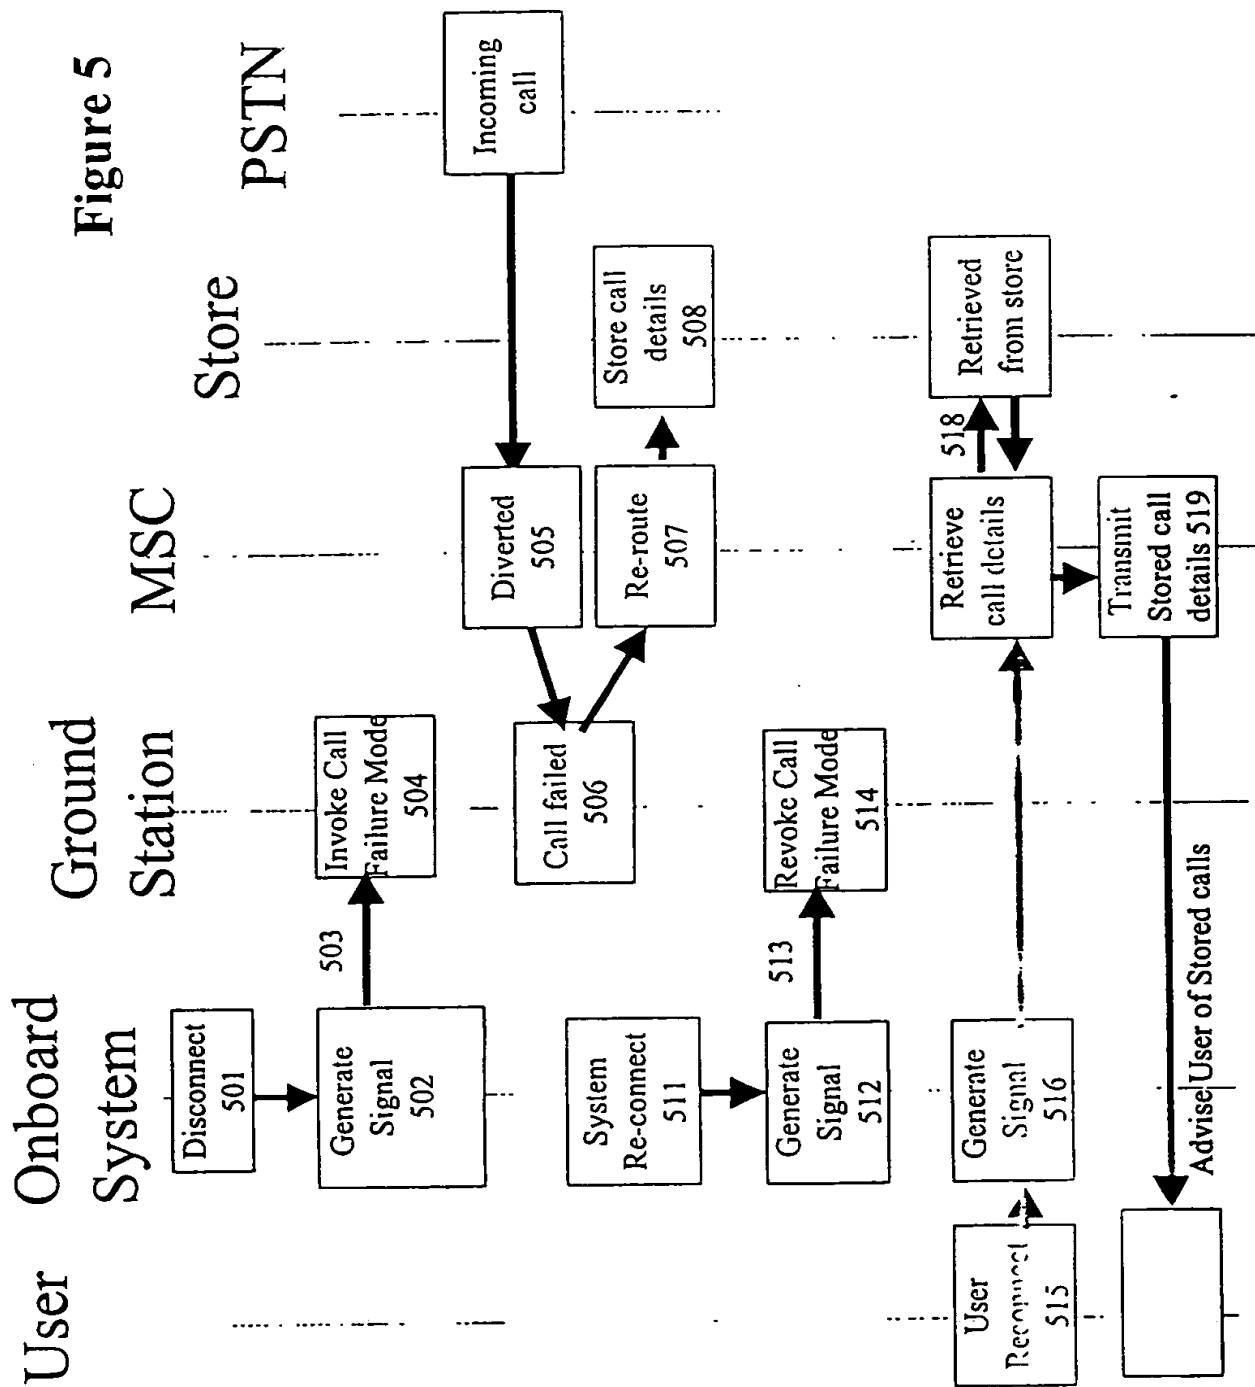 Figure 5
User
Onboard
System
Ground
Station
MSC
Store
PSTN
Disconnect
501
Generate
Signal
502
503
Invoke Call
Failure Mode
504
Incoming
call
Diverted
505
Call failed
506
Re-route
507
Store call
details
508
System
Re-connect
511
Generate
Signal
512
513
Revoke Call
Failure Mode
514
User
Reconnect
515
Generate
Signal
516
Retrieve
call details
518
Retrieved
from store
Transmit
Stored call
details 519
Advise User of Stored calls